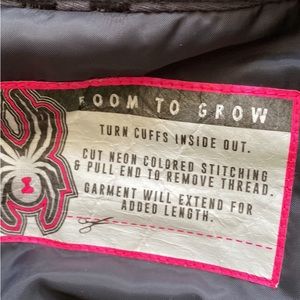 ROOM TO GROW
TURN CUFFS INSIDE OUT.
CUT NEON COLORED STITCHING
& PULL END TO REMOVE THREAD.
GARMENT WILL EXTEND FOR
ADDED LENGTH.